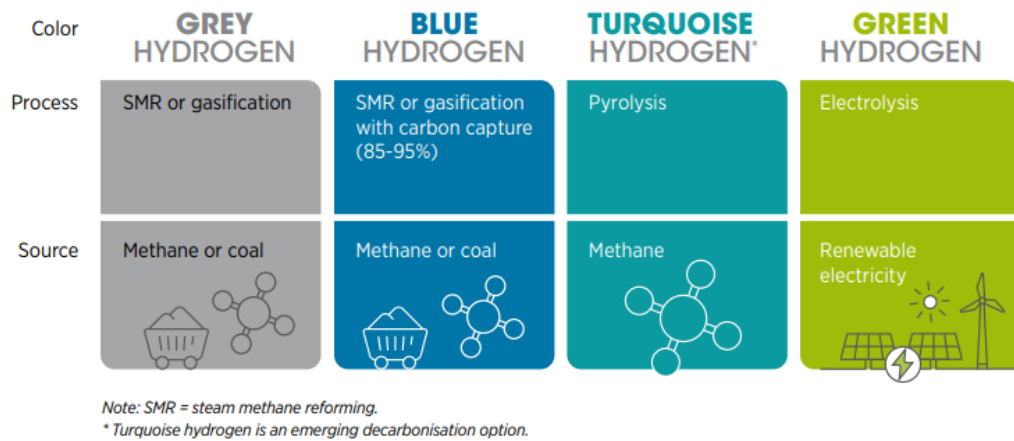 Color
GREY
HYDROGEN
BLUE
HYDROGEN
TURQUOISE
HYDROGEN*
GREEN
HYDROGEN
Process
SMR or gasification
SMR or gasification
with carbon capture
(85-95%)
Pyrolysis
Electrolysis
Source
Methane or coal
Methane or coal
Methane
Renewable
electricity
Note: SMR = steam methane reforming.
* Turquoise hydrogen is an emerging decarbonisation option.